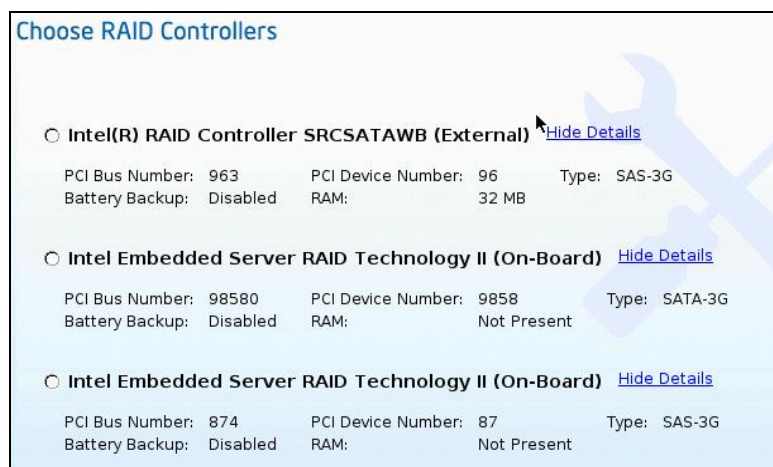 Choose RAID Controllers
Intel(R) RAID Controller SRCSATAWB (External) Hide Details
PCI Bus Number: 963 PCI Device Number: 96 Type: SAS-3G
Battery Backup: Disabled RAM: 32 MB
Intel Embedded Server RAID Technology II (On-Board) Hide Details
PCI Bus Number: 98580 PCI Device Number: 9858 Type: SATA-3G
Battery Backup: Disabled RAM: Not Present
Intel Embedded Server RAID Technology II (On-Board) Hide Details
PCI Bus Number: 874 PCI Device Number: 87 Type: SAS-3G
Battery Backup: Disabled RAM: Not Present